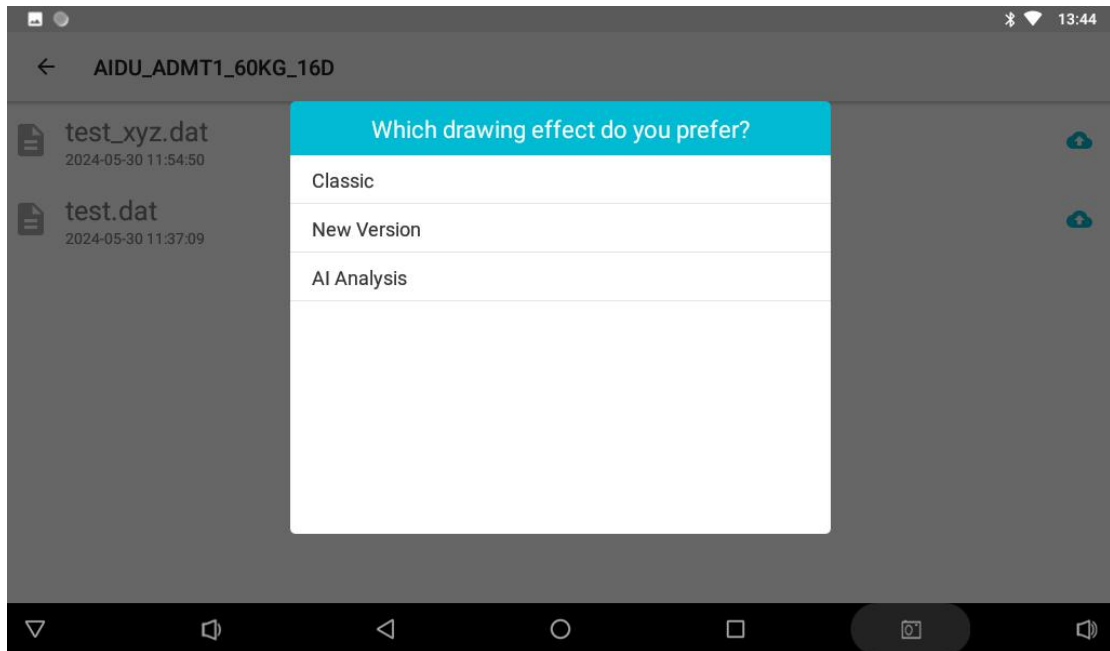 13:44
AIDU_ADMT1_60KG_16D
test_xyz.dat
2024-05-30 11:54:50
test.dat
2024-05-30 11:37:09
Which drawing effect do you prefer?
Classic
New Version
AI Analysis